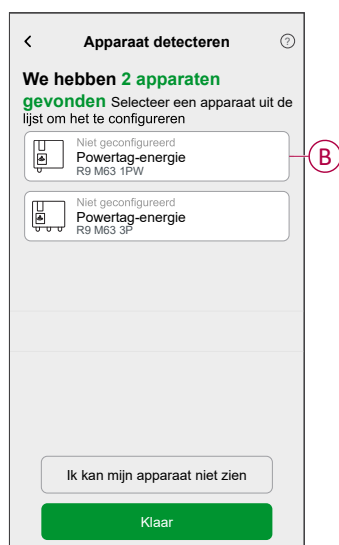 Apparaat detecteren
We hebben 2 apparaten
gevonden Selecteer een apparaat uit de
lijst om het te configureren
Niet geconfigureerd
Powertag-energie
R9 M63 1PW
B
Niet geconfigureerd
Powertag-energie
R9 M63 3P
Ik kan mijn apparaat niet zien
Klaar